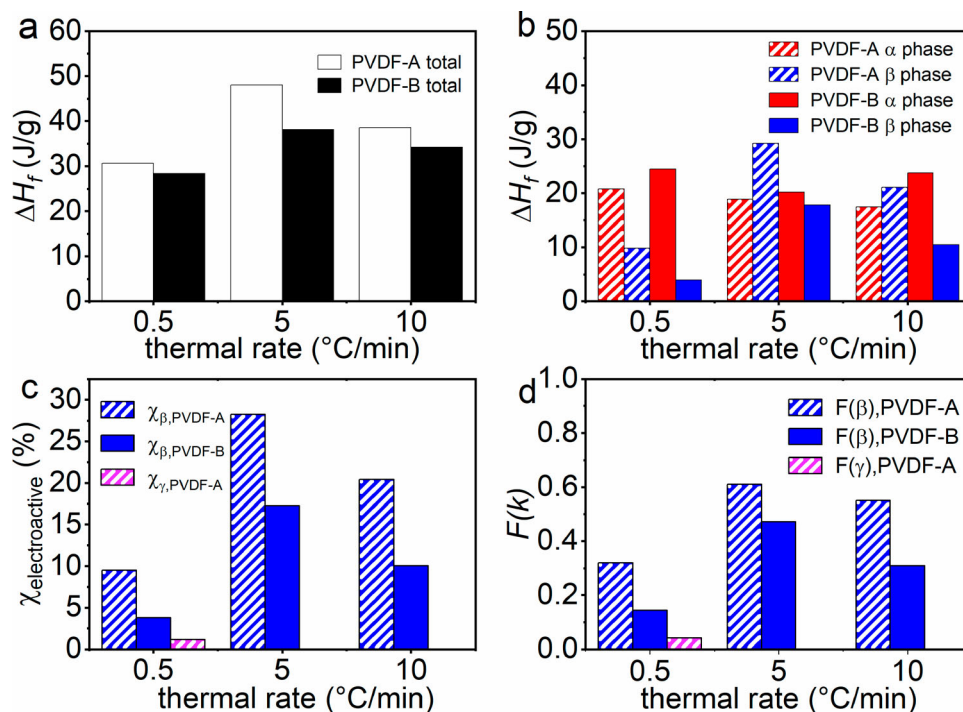 a
60
50
40
30
20
10
0
ΔH_f (J/g)
PVDF-A total
PVDF-B total
0.5 5 10
thermal rate (°C/min)
b
50
40
30
20
10
0
ΔH_f (J/g)
PVDF-A α phase
PVDF-A β phase
PVDF-B α phase
PVDF-B β phase
0.5 5 10
thermal rate (°C/min)
c
30
25
20
15
10
5
0
χelectroactive (%)
χβ,PVDF-A
χβ,PVDF-B
χγ,PVDF-A
0.5 5 10
thermal rate (°C/min)
d
1.0
0.8
0.6
0.4
0.2
0.0
F(k)
F(β),PVDF-A
F(β),PVDF-B
F(γ),PVDF-A
0.5 5 10
thermal rate (°C/min)